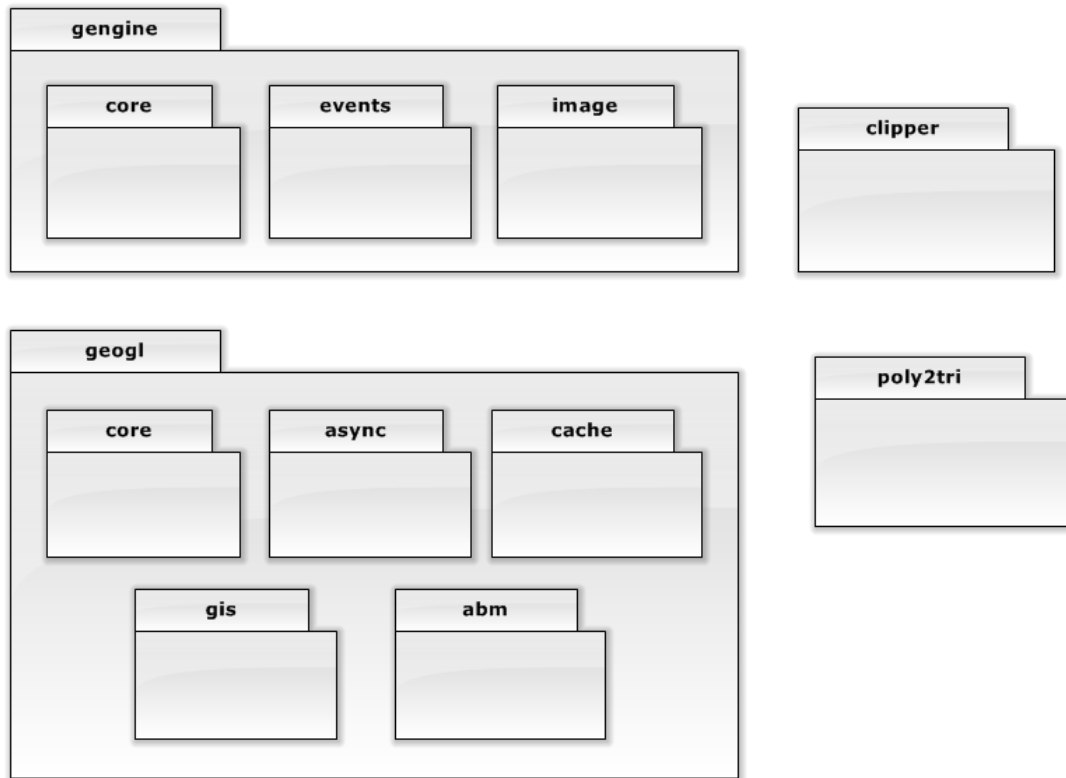 gengine
core
events
image
clipper
geogl
core
async
cache
poly2tri
gis
abm